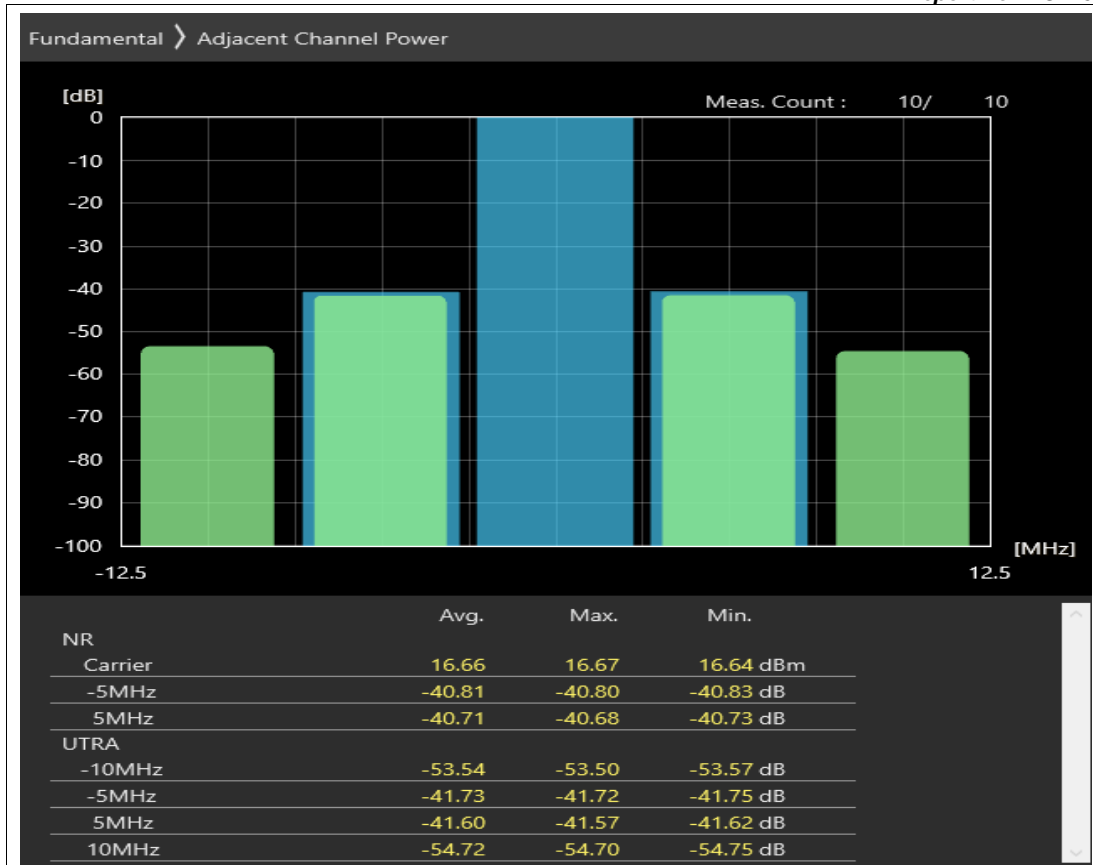 Fundamental ❯ Adjacent Channel Power
[dB]
Meas. Count : 10/ 10
0
-10
-20
-30
-40
-50
-60
-70
-80
-90
-100
[MHz]
-12.5 12.5
Avg. Max. Min.
NR
Carrier 16.66 16.67 16.64 dBm
-5MHz -40.81 -40.80 -40.83 dB
5MHz -40.71 -40.68 -40.73 dB
UTRA
-10MHz -53.54 -53.50 -53.57 dB
-5MHz -41.73 -41.72 -41.75 dB
5MHz -41.60 -41.57 -41.62 dB
10MHz -54.72 -54.70 -54.75 dB